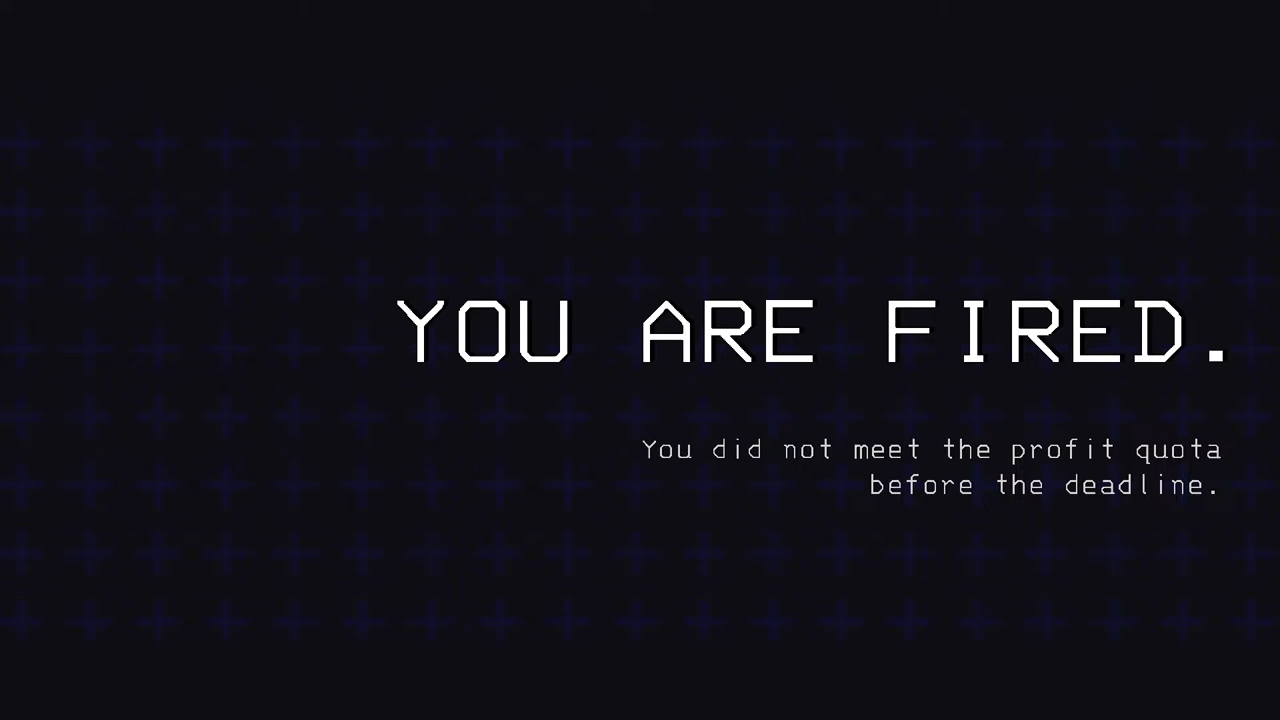 YOU ARE FIRED.
You did not meet the profit quota
before the deadline.